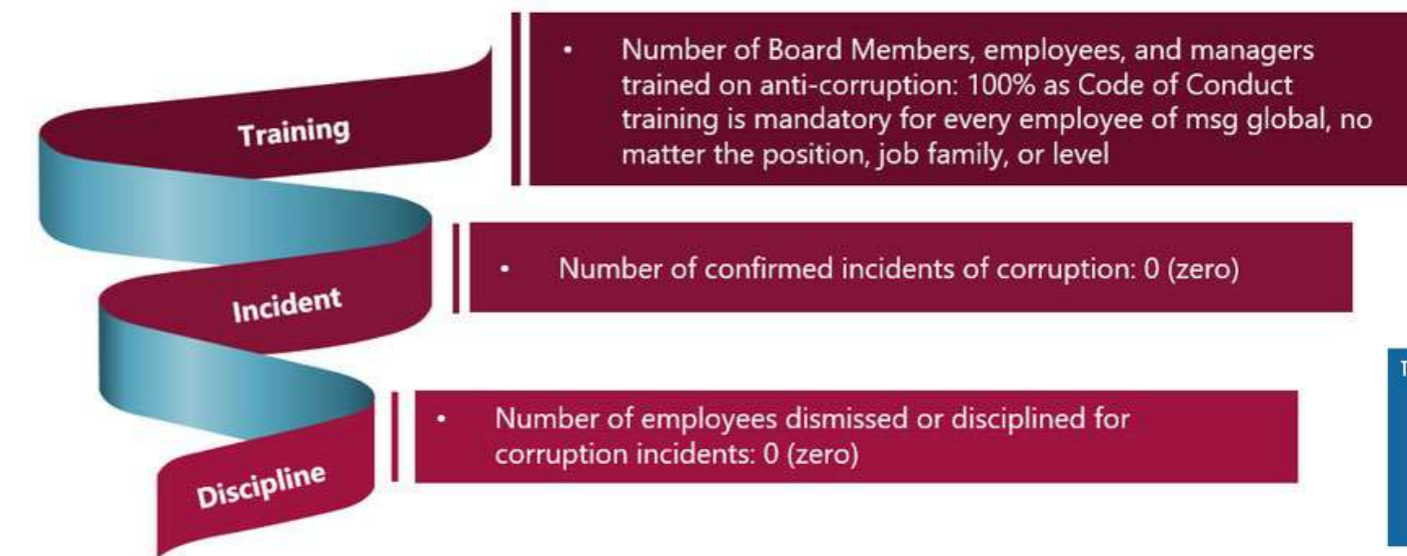 Training
• Number of Board Members, employees, and managers
trained on anti-corruption: 100% as Code of Conduct
training is mandatory for every employee of msg global, no
matter the position, job family, or level
Incident
• Number of confirmed incidents of corruption: 0 (zero)
Discipline
• Number of employees dismissed or disciplined for
corruption incidents: 0 (zero)